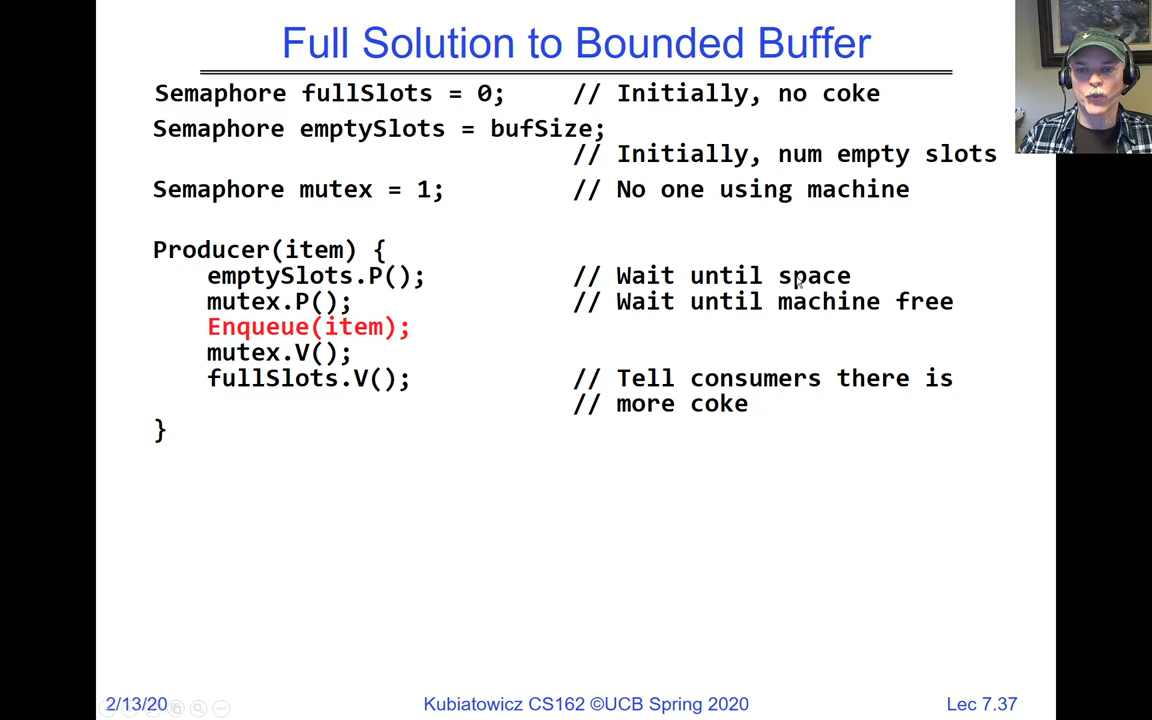 Full Solution to Bounded Buffer
Semaphore fullSlots = 0; // Initially, no coke
Semaphore emptySlots = bufSize;
// Initially, num empty slots
Semaphore mutex = 1; // No one using machine
Producer(item) {
emptySlots.P(); // Wait until space
mutex.P(); // Wait until machine free
Enqueue(item);
mutex.V();
fullSlots.V(); // Tell consumers there is
// more coke
}
2/13/20 Kubiatowicz CS162 ©UCB Spring 2020 Lec 7.37